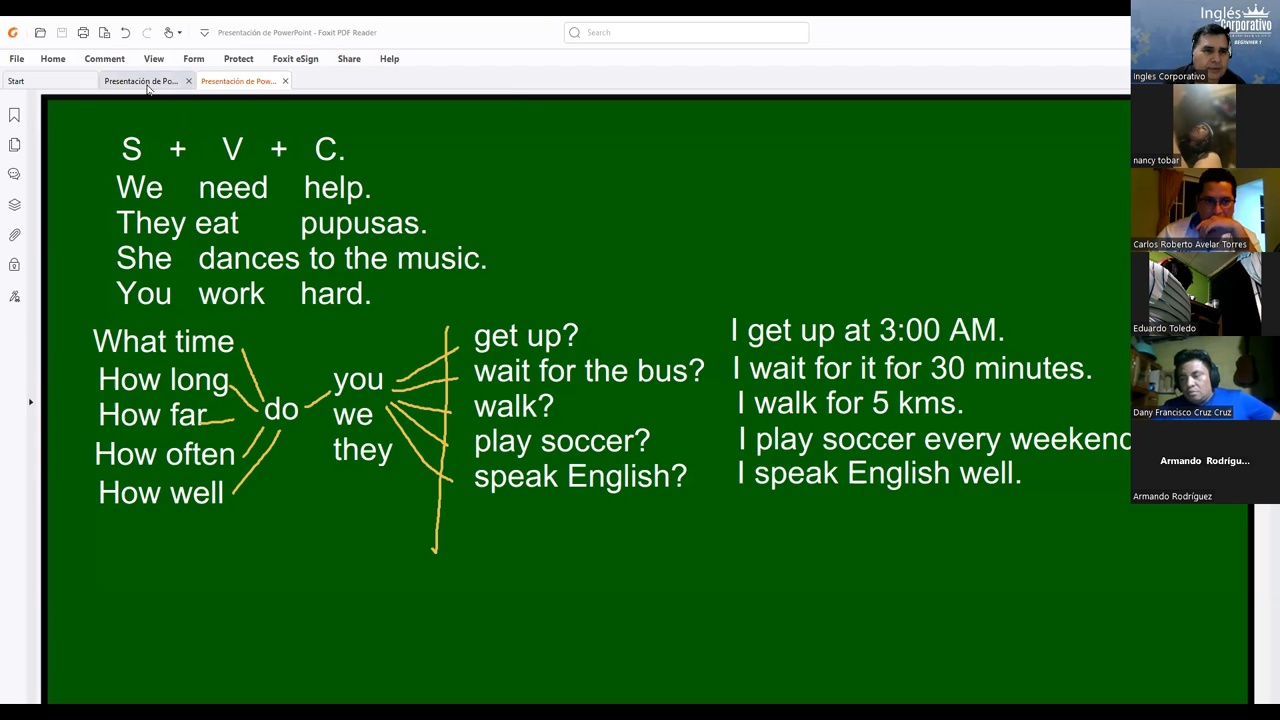 Presentación de PowerPoint - Foxit PDF Reader
Search
File Home Comment View Form Protect Foxit eSign Share Help
Start
Presentación de Po...
Presentación de Pow...
S + V + C.
We need help.
They eat pupusas.
She dances to the music.
You work hard.
What time
How long
How far
How often
How well
do
you
we
they
get up?
wait for the bus?
walk?
play soccer?
speak English?
I get up at 3:00 AM.
I wait for it for 30 minutes.
I walk for 5 kms.
I play soccer every weekend
I speak English well.
Inglés
Corporativo
BEGINNER 1
Ingles Corporativo
nancy tobar
Carlos Roberto Avelar Torres
Eduardo Toledo
Dany Francisco Cruz Cruz
Armando Rodrígu...
Armando Rodríguez